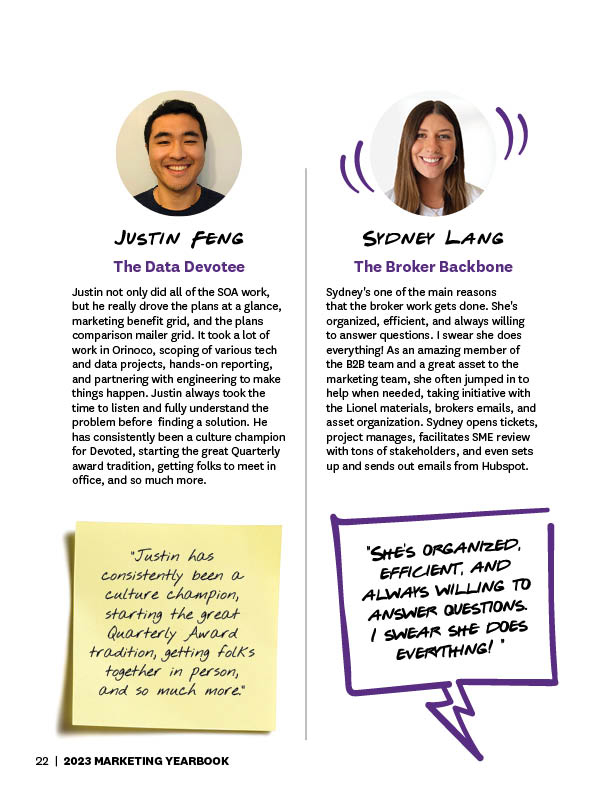 JUSTIN FENG
The Data Devotee
Justin not only did all of the SOA work,
but he really drove the plans at a glance,
marketing benefit grid, and the plans
comparison mailer grid. It took a lot of
work in Orinoco, scoping of various tech
and data projects, hands-on reporting,
and partnering with engineering to make
things happen. Justin always took the
time to listen and fully understand the
problem before  finding a solution. He
has consistently been a culture champion
for Devoted, starting the great Quarterly
award tradition, getting folks to meet in
office, and so much more.
"Justin has
consistently been a
culture champion,
starting the great
Quarterly Award
tradition, getting folks
together in person,
and so much more."
SYDNEY LANG
The Broker Backbone
Sydney's one of the main reasons
that the broker work gets done. She's
organized, efficient, and always willing
to answer questions. I swear she does
everything! As an amazing member of
the B2B team and a great asset to the
marketing team, she often jumped in to
help when needed, taking initiative with
the Lionel materials, brokers emails, and
asset organization. Sydney opens tickets,
project manages, facilitates SME review
with tons of stakeholders, and even sets
up and sends out emails from Hubspot.
"SHE'S ORGANIZED,
EFFICIENT, AND
ALWAYS WILLING TO
ANSWER QUESTIONS.
I SWEAR SHE DOES
EVERYTHING! "
22 | 2023 MARKETING YEARBOOK